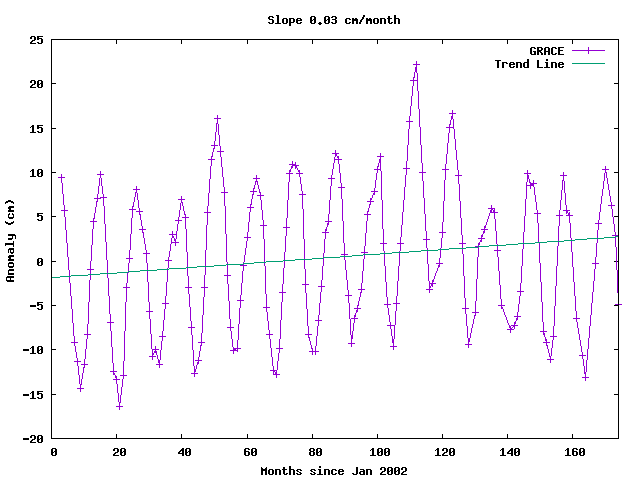 Slope 0.03 cm/month
25
20
15
10
5
0
-5
-10
-15
-20
Anomaly (cm)
GRACE
Trend Line
0 20 40 60 80 100 120 140 160
Months since Jan 2002